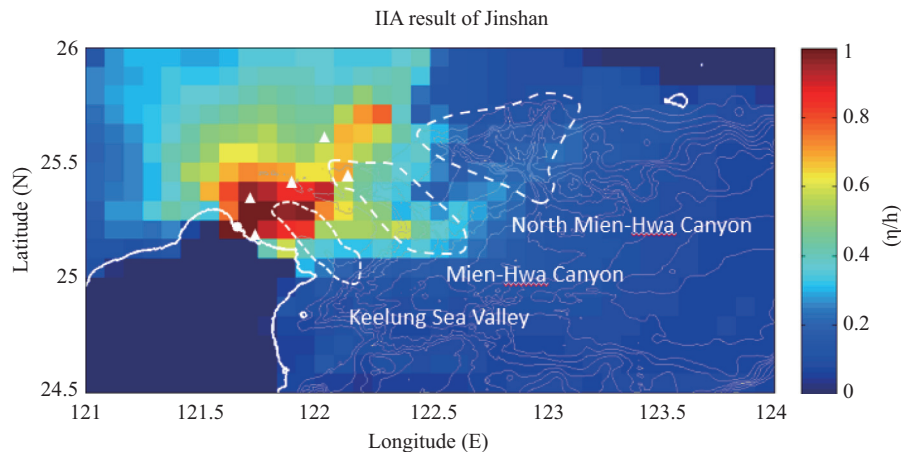 IIA result of Jinshan
26
25.5
25
24.5
Latitude (N)
121
121.5
122
122.5
123
123.5
124
Longitude (E)
North Mien-Hwa Canyon
Mien-Hwa Canyon
Keelung Sea Valley
1
0.8
0.6
0.4
0.2
0
(η/h)